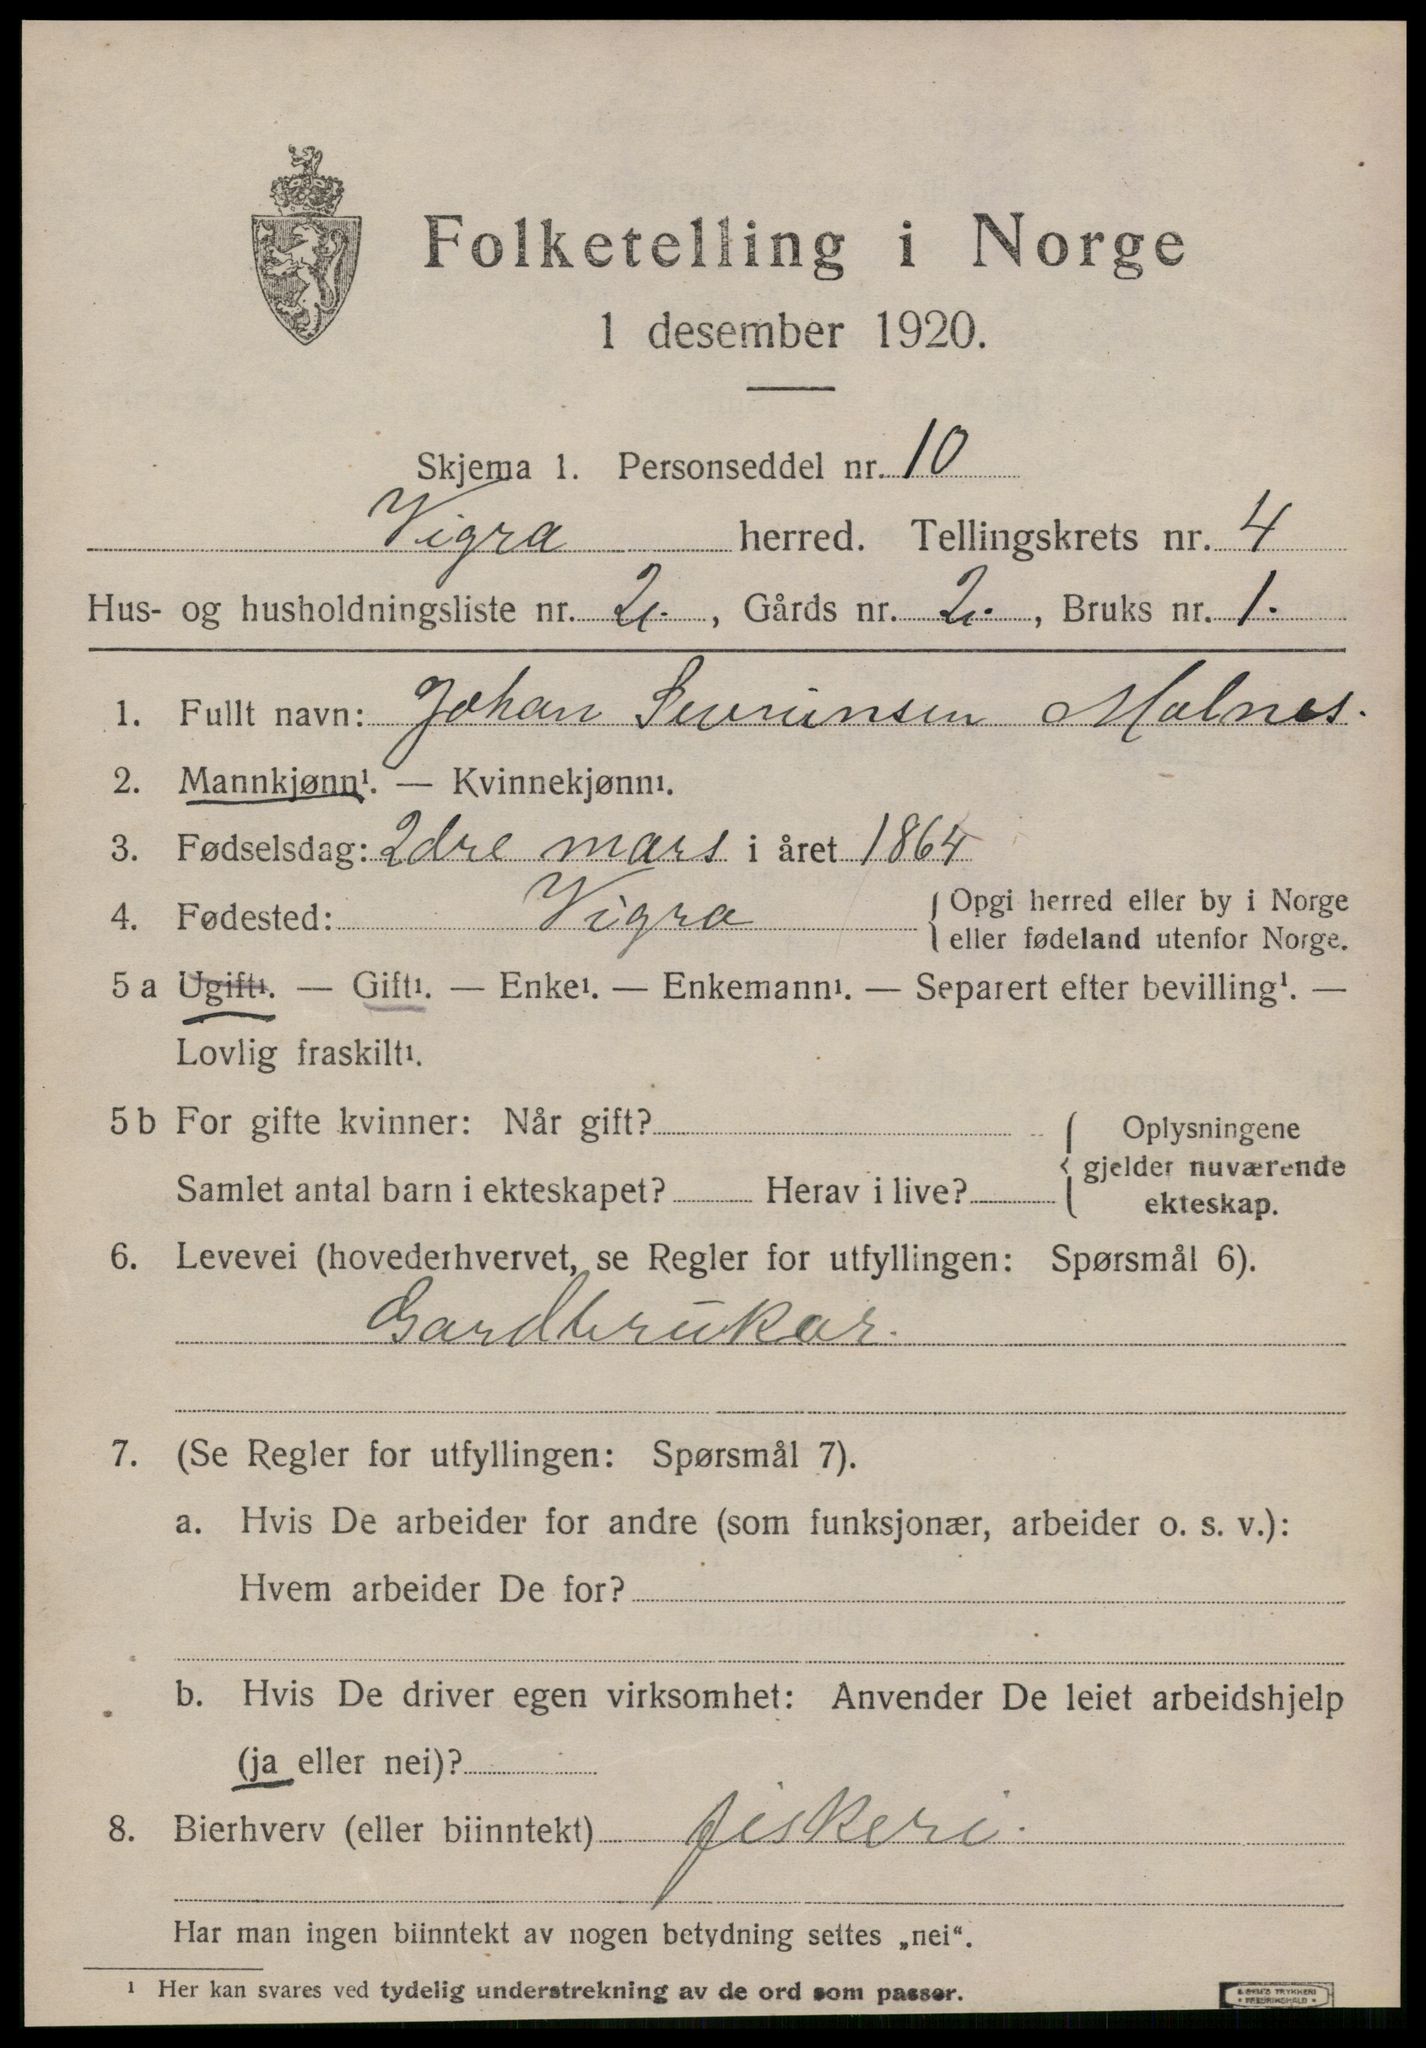 Folketelling i Norge
1 desember 1920.
Skjema 1. Personseddel nr. 10
Vigra herred. Tellingskrets nr. 4
Hus- og husholdningsliste nr. 2., Gårds nr. 2., Bruks nr. 1.
1. Fullt navn: Johan Molnes.
2. Mannkjønn¹. — Kvinnekjønn¹.
3. Fødselsdag: 2dre mars i året 1864
4. Fødested: Vigra { Opgi herred eller by i Norge
eller fødeland utenfor Norge.
5 a Ugift¹. — Gift¹. — Enke¹. — Enkemann¹. — Separert efter bevilling¹. —
Lovlig fraskilt¹.
5 b For gifte kvinner: Når gift? { Oplysningene
gjelder nuværende
Samlet antal barn i ekteskapet? Herav i live? ekteskap.
6. Levevei (hovederhvervet, se Regler for utfyllingen: Spørsmål 6).
Gardbrukar.
7. (Se Regler for utfyllingen: Spørsmål 7).
a. Hvis De arbeider for andre (som funksjonær, arbeider o. s. v.):
Hvem arbeider De for?
b. Hvis De driver egen virksomhet: Anvender De leiet arbeidshjelp
(ja eller nei)?
8. Bierhverv (eller biinntekt) fiskeri.
Har man ingen biinntekt av nogen betydning settes „nei“.
¹ Her kan svares ved tydelig understrekning av de ord som passer.
TRYKKERI
FREDRIKSHALD